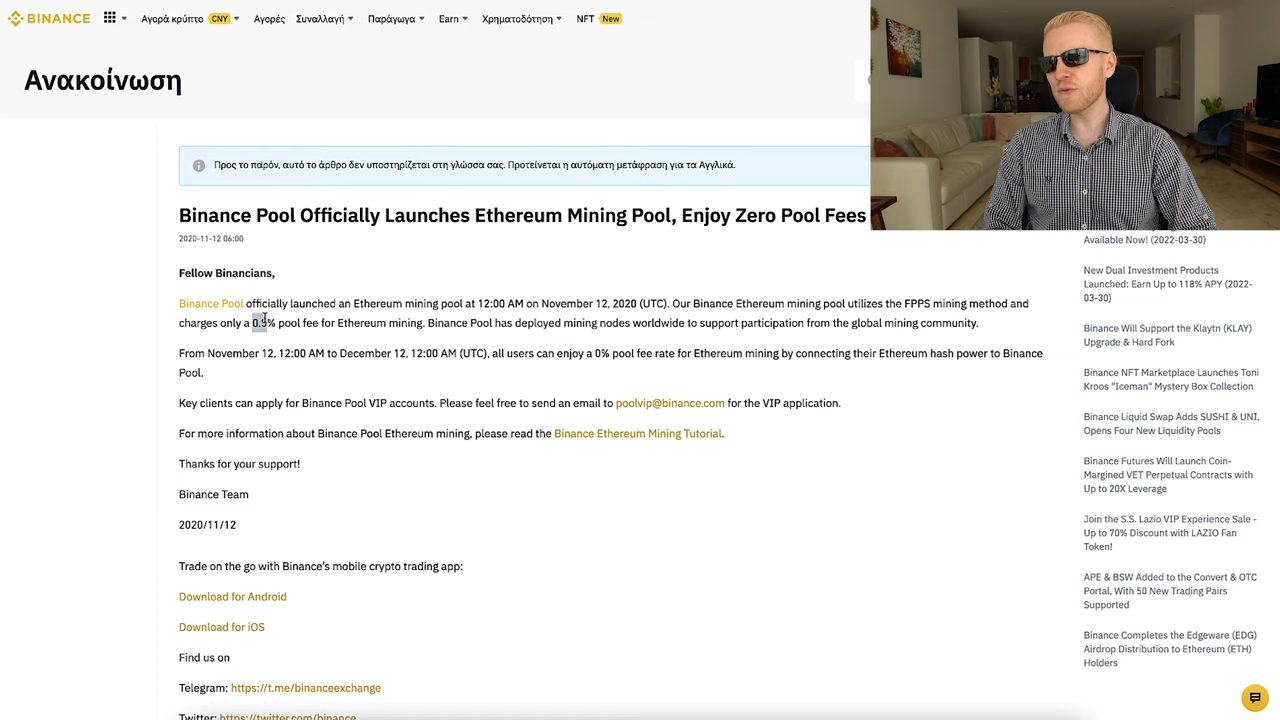 BINANCE
Αγορά κρύπτο CNY Αγορές Συναλλαγή Παράγωγα Earn Χρηματοδότηση NFT New
Ανακοίνωση
Προς το παρόν, αυτό το άρθρο δεν υποστηρίζεται στη γλώσσα σας. Προτείνεται η αυτόματη μετάφραση για τα Αγγλικά.
Binance Pool Officially Launches Ethereum Mining Pool, Enjoy Zero Pool Fees
2020-11-12 06:00
Fellow Binancians,
Binance Pool officially launched an Ethereum mining pool at 12:00 AM on November 12, 2020 (UTC). Our Binance Ethereum mining pool utilizes the FPPS mining method and
charges only a 0.5% pool fee for Ethereum mining. Binance Pool has deployed mining nodes worldwide to support participation from the global mining community.
From November 12, 12:00 AM to December 12, 12:00 AM (UTC), all users can enjoy a 0% pool fee rate for Ethereum mining by connecting their Ethereum hash power to Binance
Pool.
Key clients can apply for Binance Pool VIP accounts. Please feel free to send an email to poolvip@binance.com for the VIP application.
For more information about Binance Pool Ethereum mining, please read the Binance Ethereum Mining Tutorial.
Thanks for your support!
Binance Team
2020/11/12
Trade on the go with Binance's mobile crypto trading app:
Download for Android
Download for iOS
Find us on
Telegram: https://t.me/binanceexchange
Twitter: https://twitter.com/binance
Available Now! (2022-03-30)
New Dual Investment Products
Launched: Earn Up to 118% APY (2022-
03-30)
Binance Will Support the Klaytn (KLAY)
Upgrade & Hard Fork
Binance NFT Marketplace Launches Toni
Kroos "Iceman" Mystery Box Collection
Binance Liquid Swap Adds SUSHI & UNI,
Opens Four New Liquidity Pools
Binance Futures Will Launch Coin-
Margined VET Perpetual Contracts with
Up to 20X Leverage
Join the S.S. Lazio VIP Experience Sale -
Up to 70% Discount with LAZIO Fan
Token!
APE & BSW Added to the Convert & OTC
Portal, With 50 New Trading Pairs
Supported
Binance Completes the Edgeware (EDG)
Airdrop Distribution to Ethereum (ETH)
Holders